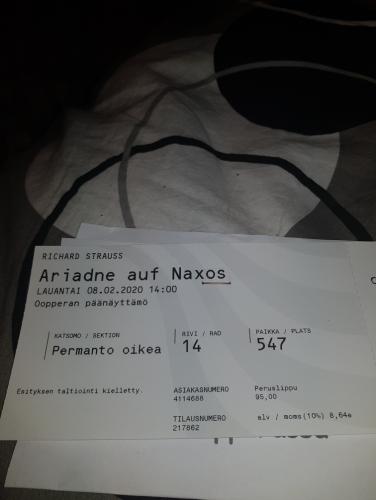 RICHARD STRAUSS
Ariadne auf Naxos
LAUANTAI 08.02.2020 14:00
Oopperan päänäyttämö
KATSOMO / SEKTION
Permanto oikea
RIVI / RAD
14
PAIKKA / PLATS
547
Esityksen taltiointi kielletty.
ASIAKASNUMERO
4114688
Peruslippu
95,00
TILAUSNUMERO
217862
alv / moms(10%) 8,64e